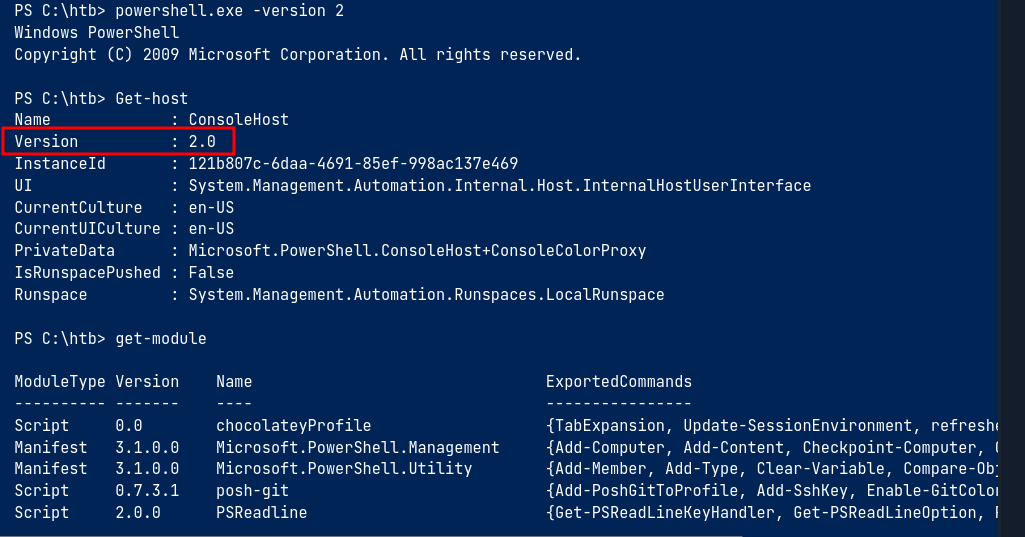 PS C:\htb> powershell.exe -version 2
Windows PowerShell
Copyright (C) 2009 Microsoft Corporation. All rights reserved.
PS C:\htb> Get-host
Name             : ConsoleHost
Version          : 2.0
InstanceId       : 121b807c-6daa-4691-85ef-998ac137e469
UI               : System.Management.Automation.Internal.Host.InternalHostUserInterface
CurrentCulture   : en-US
CurrentUICulture : en-US
PrivateData      : Microsoft.PowerShell.ConsoleHost+ConsoleColorProxy
IsRunspacePushed : False
Runspace         : System.Management.Automation.Runspaces.LocalRunspace
PS C:\htb> get-module
ModuleType Version    Name                                ExportedCommands
---------- -------    ----                                ----------------
Script     0.0        chocolateyProfile                   {TabExpansion, Update-SessionEnvironment, refreshe
Manifest   3.1.0.0    Microsoft.PowerShell.Management     {Add-Computer, Add-Content, Checkpoint-Computer,
Manifest   3.1.0.0    Microsoft.PowerShell.Utility        {Add-Member, Add-Type, Clear-Variable, Compare-Obj
Script     0.7.3.1    posh-git                            {Add-PoshGitToProfile, Add-SshKey, Enable-GitColor
Script     2.0.0      PSReadline                          {Get-PSReadLineKeyHandler, Get-PSReadLineOption,